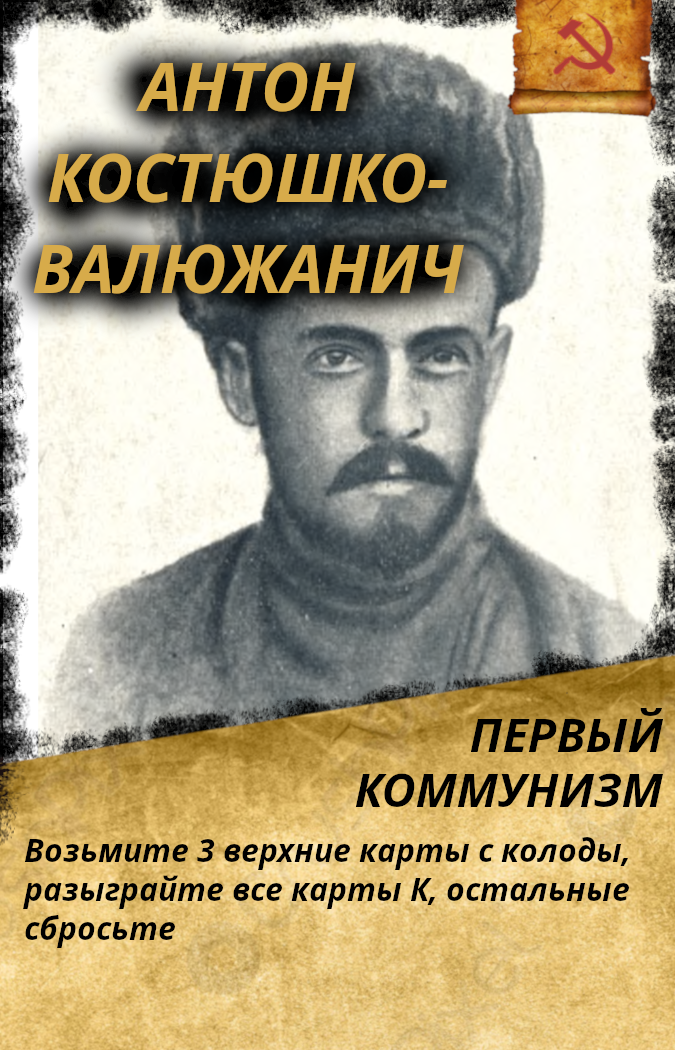 АНТОН
КОСТЮШКО-
ВАЛЮЖАНИЧ
ПЕРВЫЙ
КОММУНИЗМ
Возьмите 3 верхние карты с колоды,
разыграйте все карты К, остальные
сбросьте